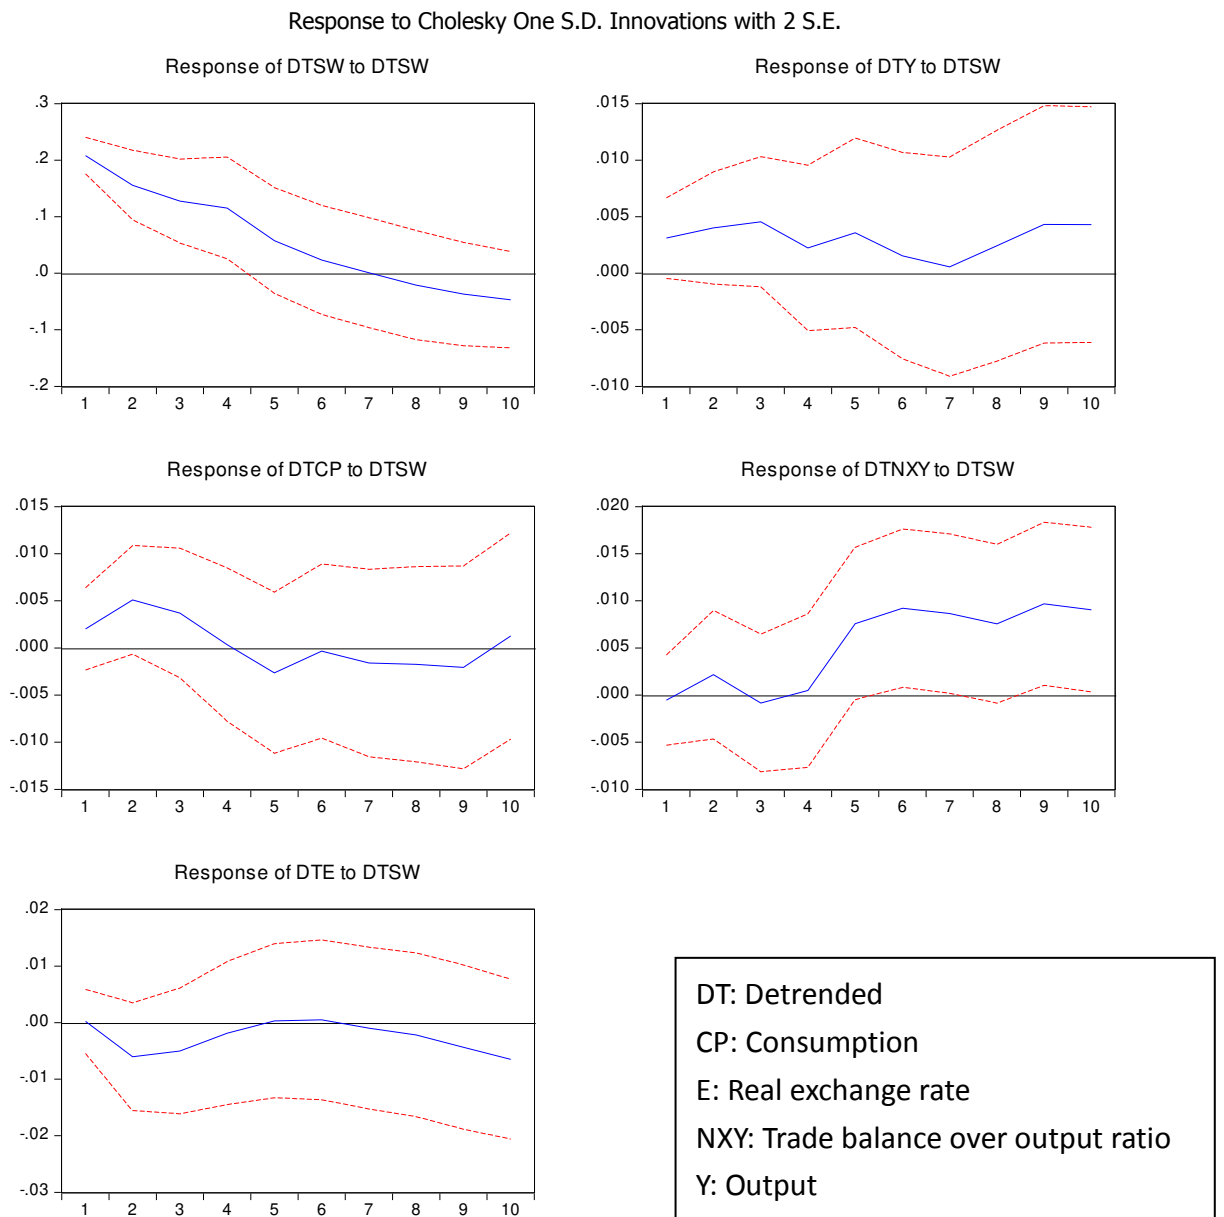 Response to Cholesky One S.D. Innovations with 2 S.E.
Response of DTSW to DTSW
.3
.2
.1
.0
-.1
-.2
1 2 3 4 5 6 7 8 9 10
Response of DTY to DTSW
.015
.010
.005
.000
-.005
-.010
1 2 3 4 5 6 7 8 9 10
Response of DTCP to DTSW
.015
.010
.005
.000
-.005
-.010
-.015
1 2 3 4 5 6 7 8 9 10
Response of DTNXY to DTSW
.020
.015
.010
.005
.000
-.005
-.010
1 2 3 4 5 6 7 8 9 10
Response of DTE to DTSW
.02
.01
.00
-.01
-.02
-.03
1 2 3 4 5 6 7 8 9 10
DT: Detrended
CP: Consumption
E: Real exchange rate
NXY: Trade balance over output ratio
Y: Output